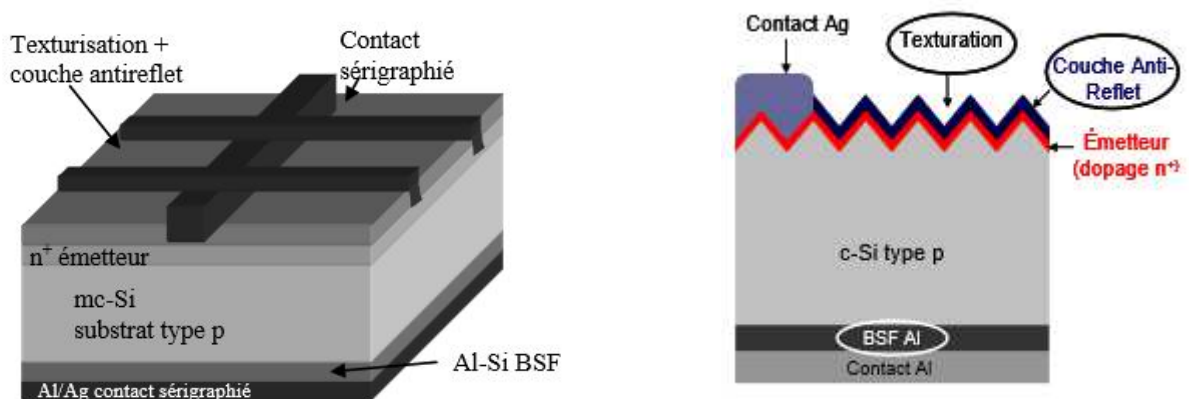 Texturisation +
couche antireflet
Contact
sérigraphié
n+ émetteur
mc-Si
substrat type p
Al-Si BSF
Al/Ag contact sérigraphié
Contact Ag
Texturation
Couche Anti-
Reflet
Émetteur
(dopage n+)
c-Si type p
BSF Al
Contact Al